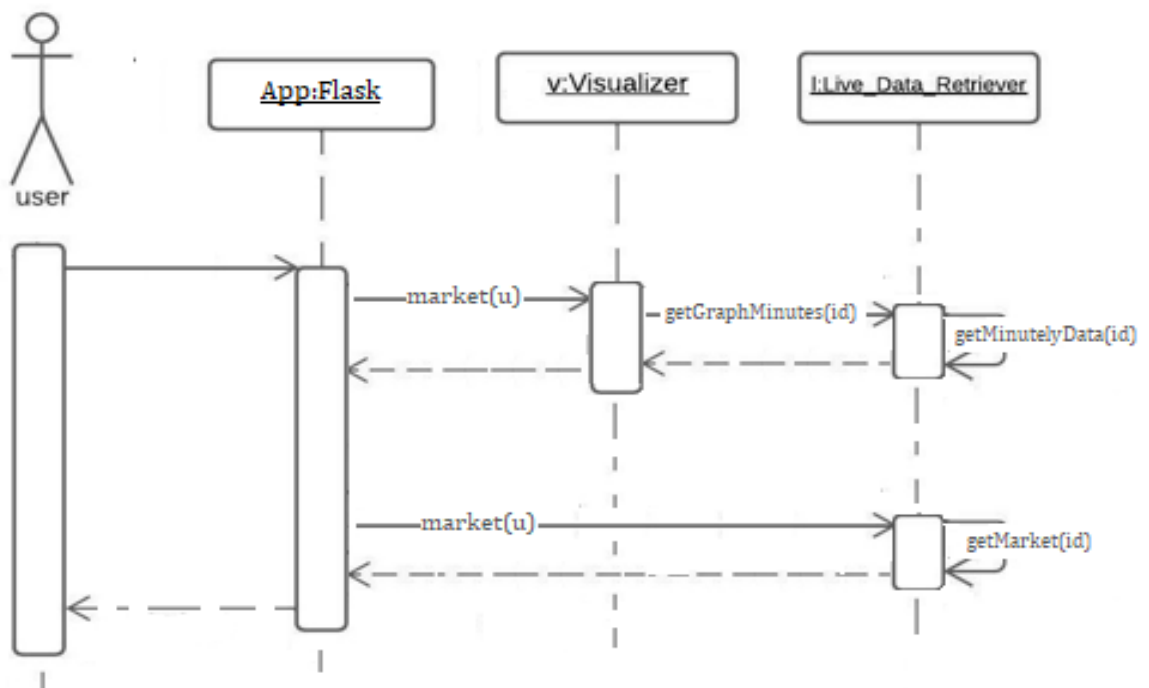 App:Flask
v:Visualizer
l:Live_Data_Retriever
user
market(u)
getGraphMinutes(id)
getMinutelyData(id)
market(u)
getMarket(id)